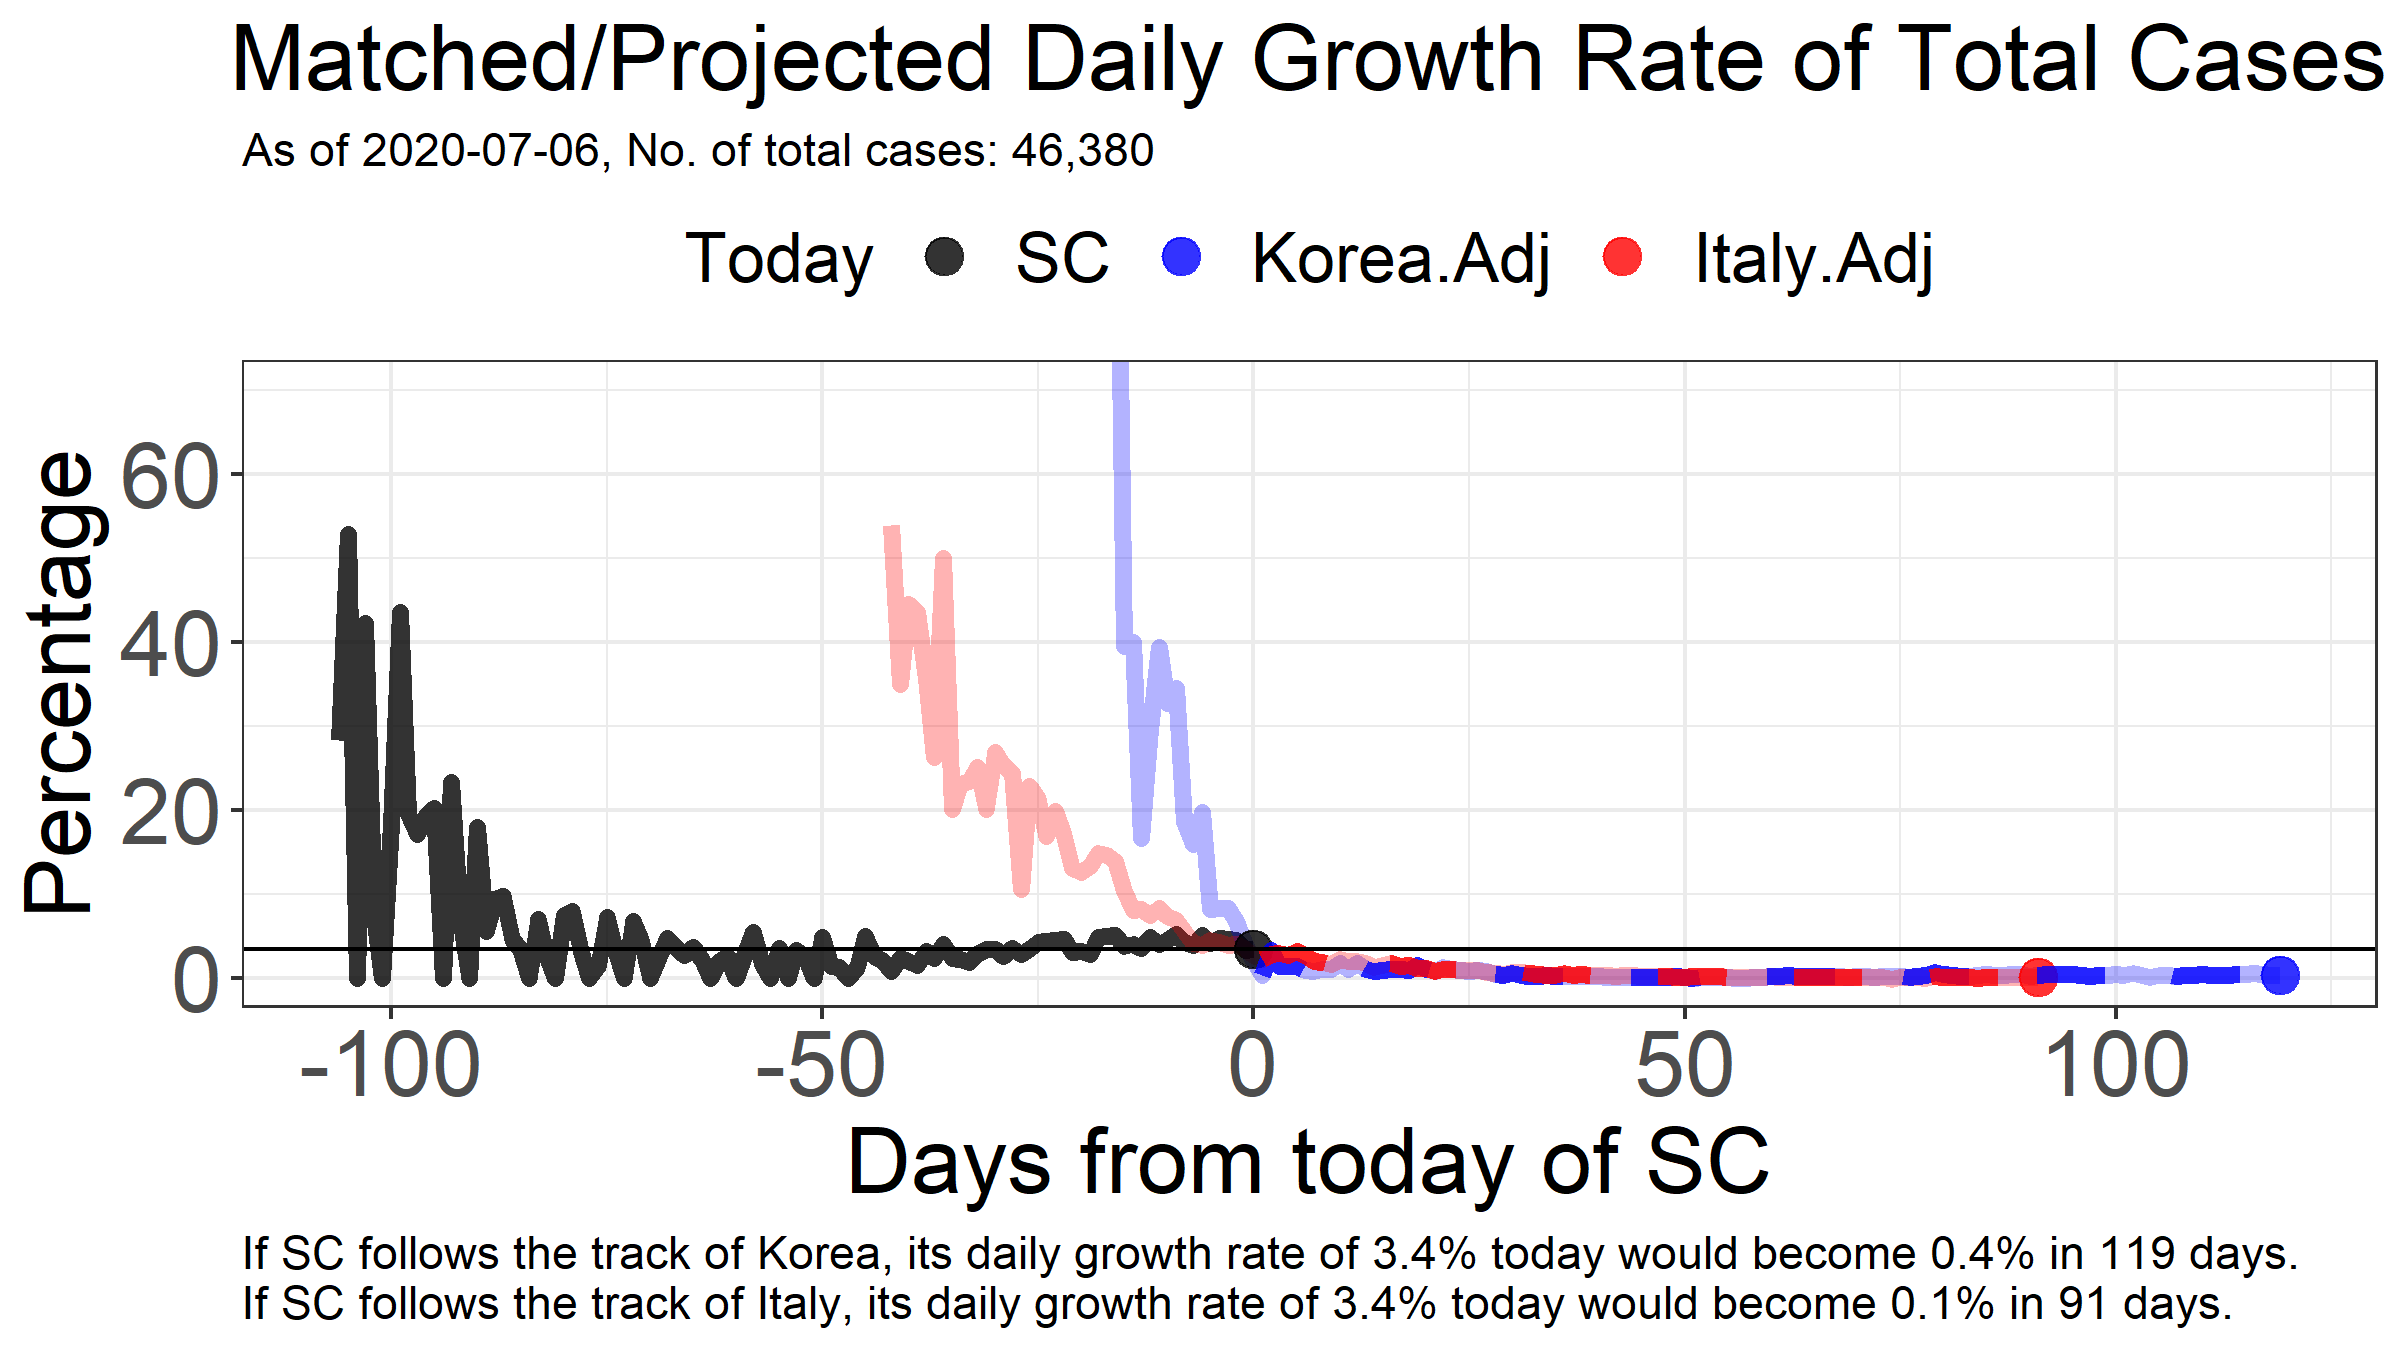 Matched/Projected Daily Growth Rate of Total Cases
As of 2020-07-06, No. of total cases: 46,380
Today SC Korea.Adj Italy.Adj
Percentage
60
40
20
0
-100 -50 0 50 100
Days from today of SC
If SC follows the track of Korea, its daily growth rate of 3.4% today would become 0.4% in 119 days.
If SC follows the track of Italy, its daily growth rate of 3.4% today would become 0.1% in 91 days.